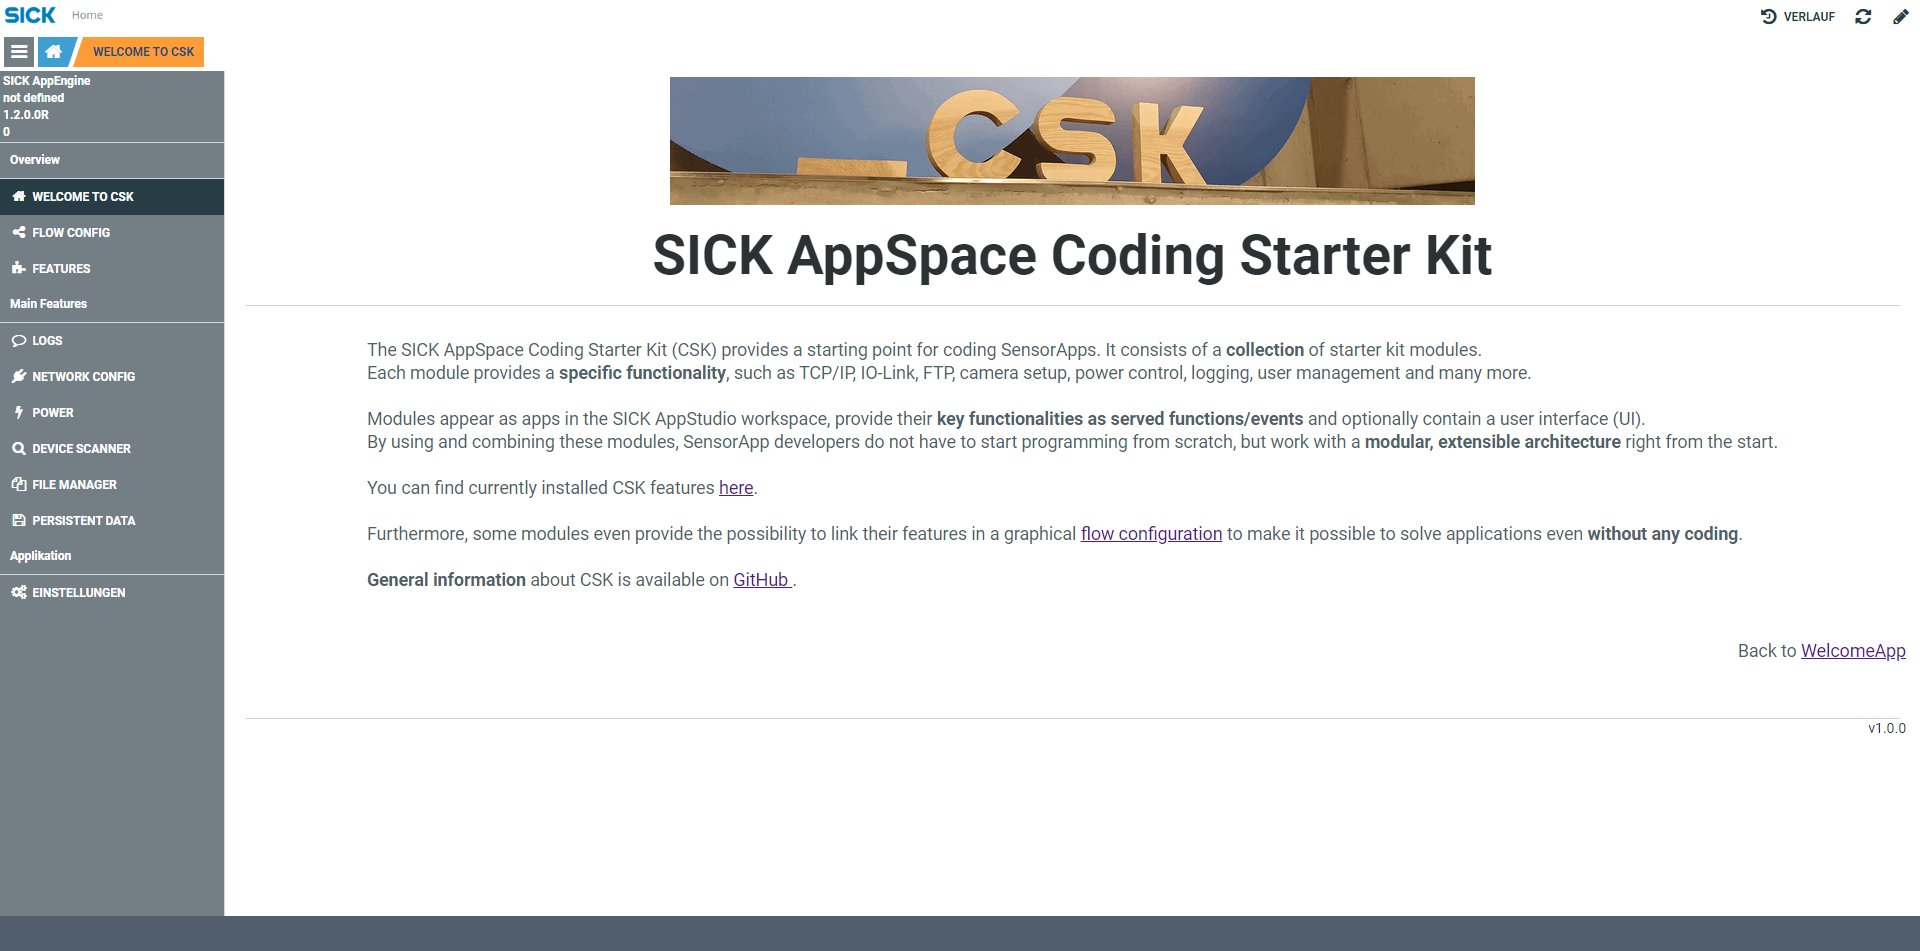 SICK
Home
VERLAUF
WELCOME TO CSK
SICK AppEngine
not defined
1.2.0.0R
0
Overview
WELCOME TO CSK
FLOW CONFIG
FEATURES
Main Features
LOGS
NETWORK CONFIG
POWER
DEVICE SCANNER
FILE MANAGER
PERSISTENT DATA
Applikation
EINSTELLUNGEN
_CSK
SICK AppSpace Coding Starter Kit
The SICK AppSpace Coding Starter Kit (CSK) provides a starting point for coding SensorApps. It consists of a collection of starter kit modules.
Each module provides a specific functionality, such as TCP/IP, IO-Link, FTP, camera setup, power control, logging, user management and many more.
Modules appear as apps in the SICK AppStudio workspace, provide their key functionalities as served functions/events and optionally contain a user interface (UI).
By using and combining these modules, SensorApp developers do not have to start programming from scratch, but work with a modular, extensible architecture right from the start.
You can find currently installed CSK features here.
Furthermore, some modules even provide the possibility to link their features in a graphical flow configuration to make it possible to solve applications even without any coding.
General information about CSK is available on GitHub .
Back to WelcomeApp
v1.0.0